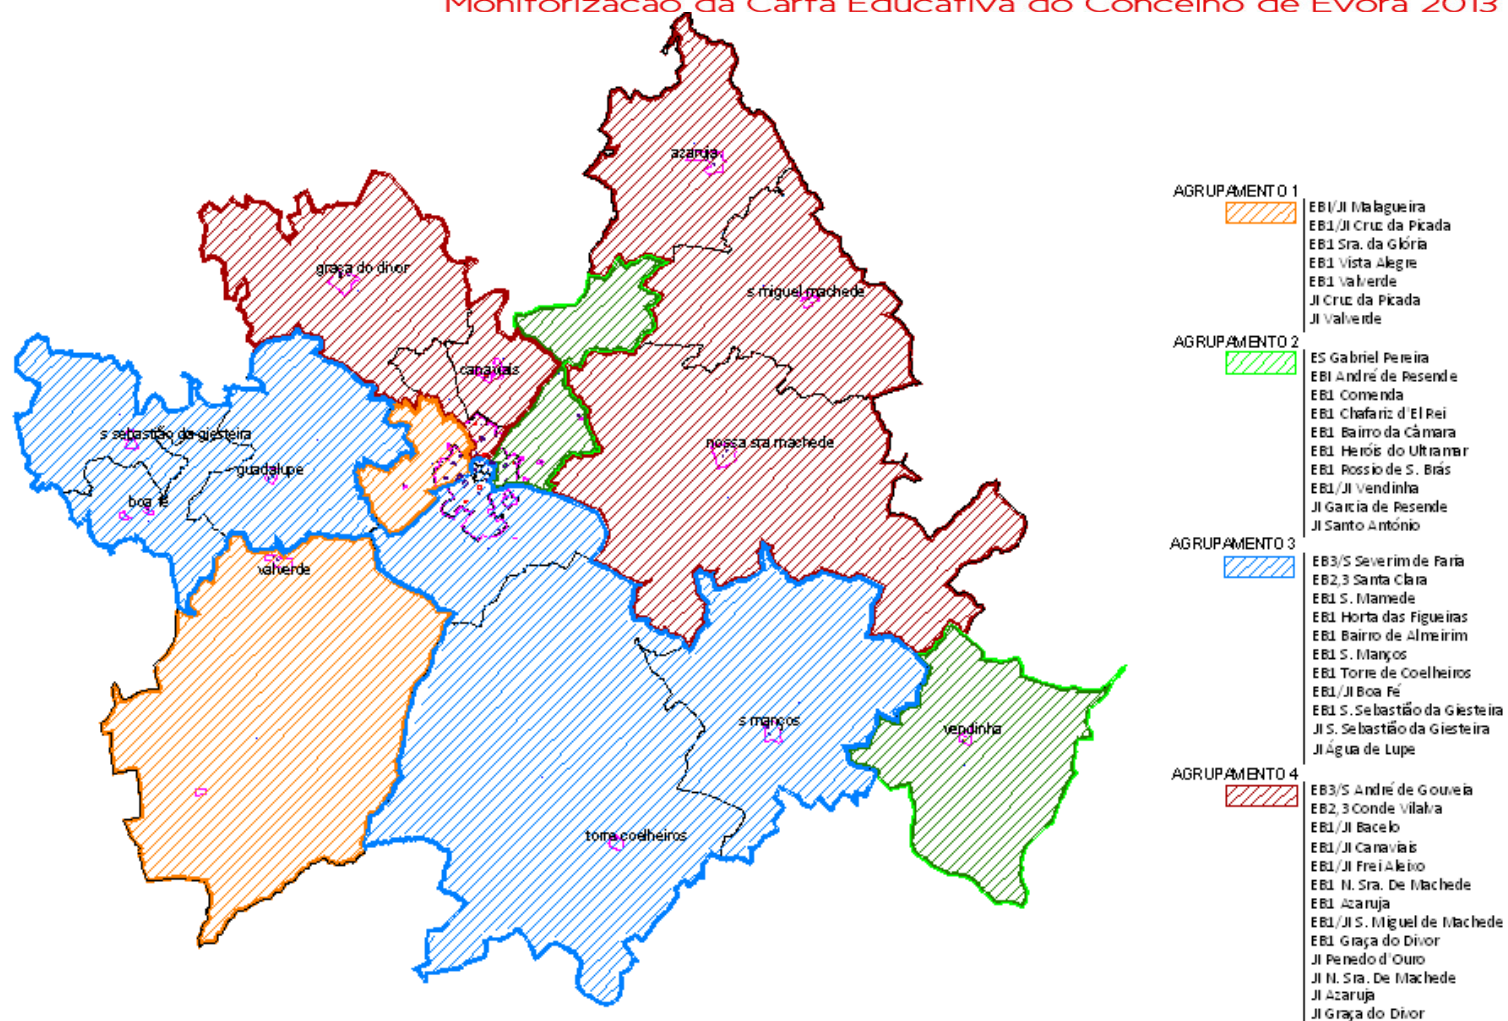 Monitorização da Carta Educativa do Concelho de Évora 2013
azaruja
graça do divor
s miguel machede
canaviais
s sebastião da giesteira
nossa sra machede
guadalupe
boa fé
valverde
s manços
vendinha
torre coelheiros
AGRUPAMENTO 1
EBI/JI Malagueira
EB1/JI Cruz da Picada
EB1 Sra. da Glória
EB1 Vista Alegre
EB1 Valverde
JI Cruz da Picada
JI Valverde
AGRUPAMENTO 2
ES Gabriel Pereira
EBI André de Resende
EB1 Comenda
EB1 Chafariz d'El Rei
EB1 Bairro da Câmara
EB1 Heróis do Ultramar
EB1 Rossio de S. Brás
EB1/JI Vendinha
JI Garcia de Resende
JI Santo António
AGRUPAMENTO 3
EB3/S Severim de Faria
EB2,3 Santa Clara
EB1 S. Mamede
EB1 Horta das Figueiras
EB1 Bairro de Almeirim
EB1 S. Manços
EB1 Torre de Coelheiros
EB1/JI Boa Fé
EB1 S. Sebastião da Giesteira
JI S. Sebastião da Giesteira
JI Água de Lupe
AGRUPAMENTO 4
EB3/S André de Gouveia
EB2,3 Conde Vilalva
EB1/JI Bacelo
EB1/JI Canaviais
EB1/JI Frei Aleixo
EB1 N. Sra. De Machede
EB1 Azaruja
EB1/JI S. Miguel de Machede
EB1 Graça do Divor
JI Penedo d'Ouro
JI N. Sra. De Machede
JI Azaruja
JI Graça do Divor